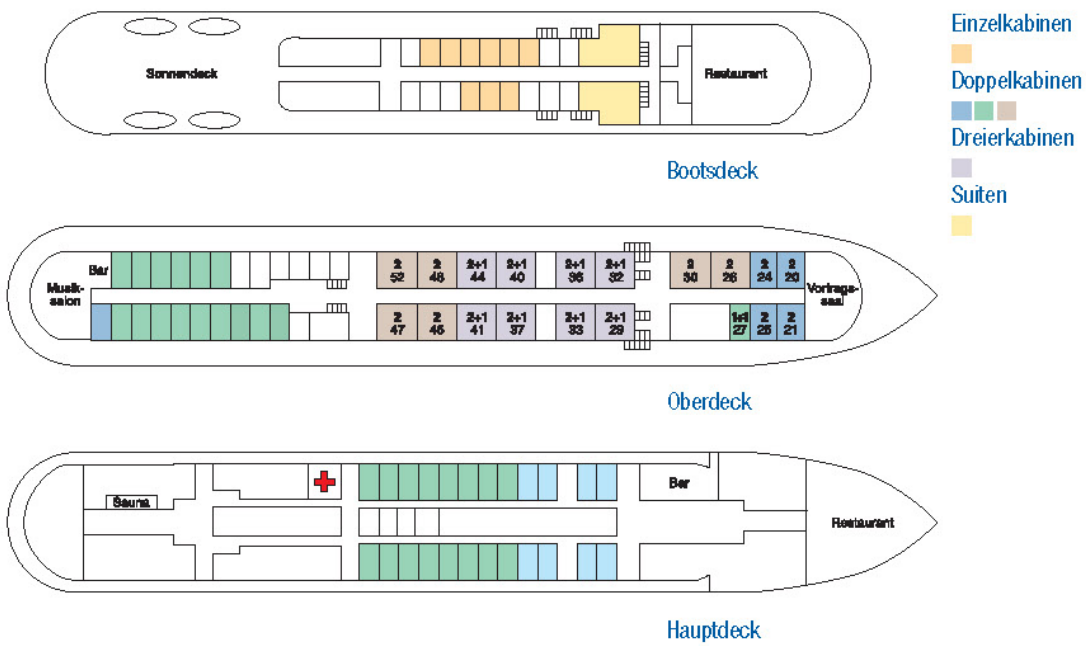 Einzelkabinen
Doppelkabinen
Dreierkabinen
Suiten
Sonnendeck
Restaurant
Bootsdeck
Bar
Musik-
salon
2 2 2+1 2+1 2+1 2+1 2 2 2 2
52 48 44 40 36 32 30 26 24 20
Vortrags-
saal
2 2 2+1 2+1 2+1 2+1 1+1 2 2
47 45 41 37 33 29 27 25 21
Oberdeck
Sauna
Bar
Restaurant
Hauptdeck